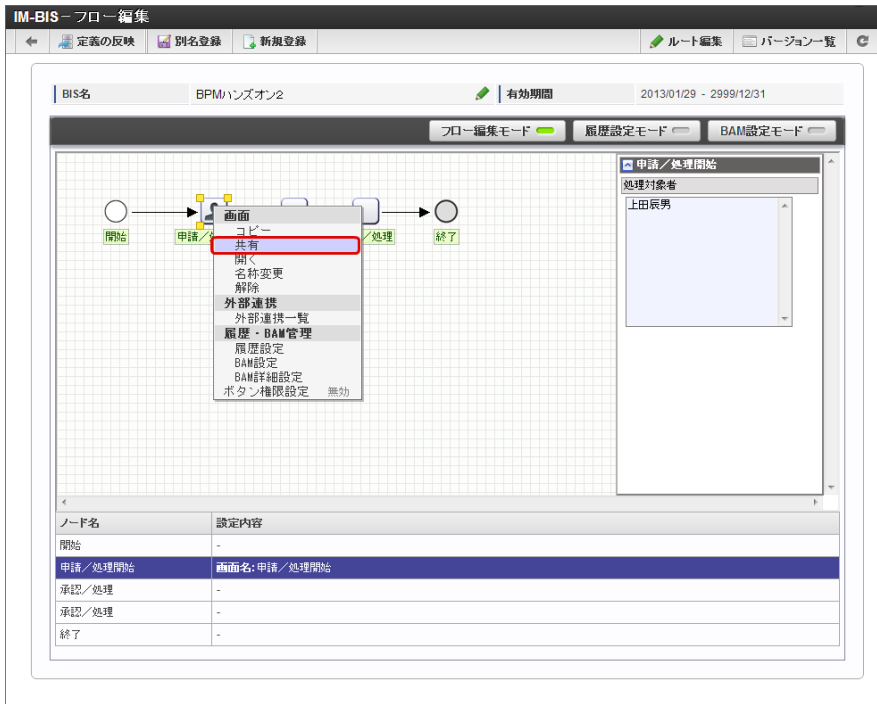 IM-BIS－フロー編集
定義の反映 別名登録 新規登録 ルート編集 バージョン一覧
BIS名 BPMハンズオン2 有効期間 2013/01/29 - 2999/12/31
フロー編集モード 履歴設定モード BAM設定モード
申請／処理開始
処理対象者
上田辰男
開始 申請／ ／処理 終了
画面
コピー
共有
開く
名称変更
解除
外部連携
外部連携一覧
履歴・BAM管理
履歴設定
BAM設定
BAM詳細設定
ボタン権限設定 無効
ノード名 設定内容
開始 -
申請／処理開始 画面名:申請／処理開始
承認／処理 -
承認／処理 -
終了 -